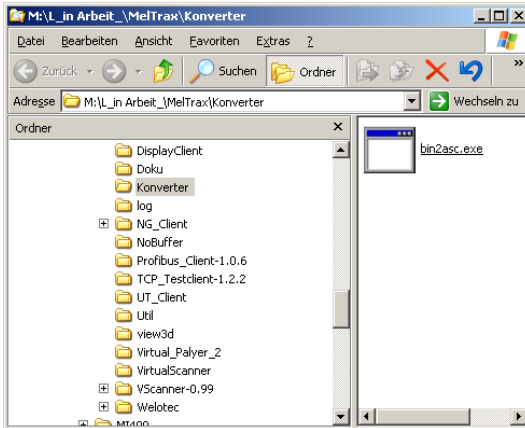 M:\L_in Arbeit_\MelTrax\Konverter
Datei Bearbeiten Ansicht Favoriten Extras ?
Zurück Suchen Ordner »
Adresse M:\L_in Arbeit_\MelTrax\Konverter Wechseln zu
Ordner x
DisplayClient
Doku
Konverter
log
NG_Client
NoBuffer
Profibus_Client-1.0.6
TCP_Testclient-1.2.2
UT_Client
Util
view3d
Virtual_Palyer_2
VirtualScanner
VScanner-0.99
Welotec
MI400
bin2asc.exe